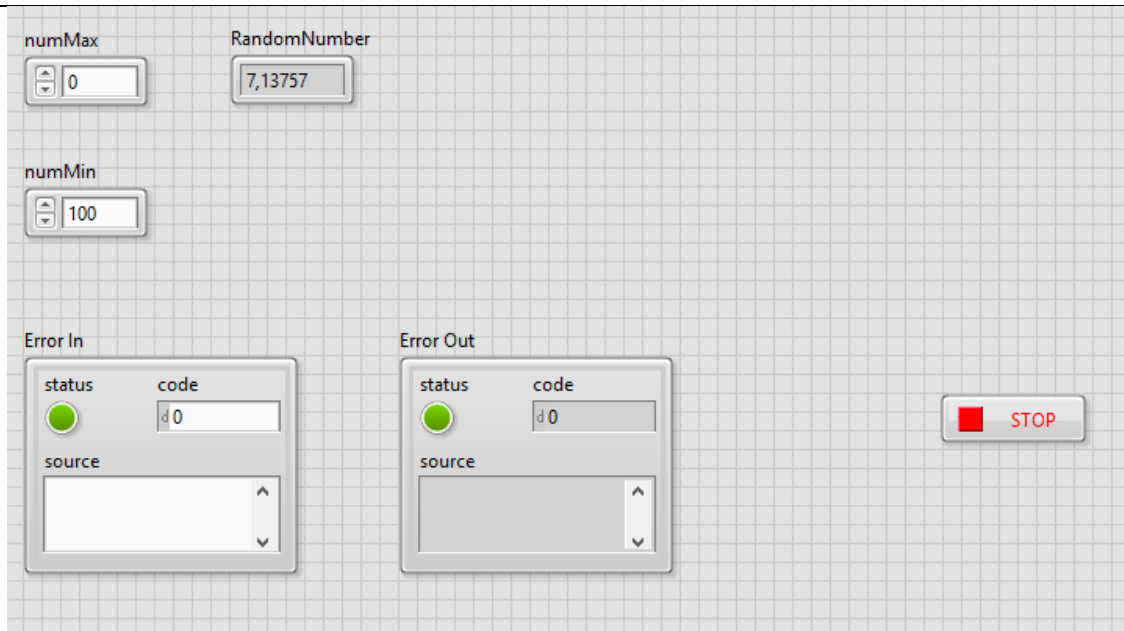 numMax
RandomNumber
0
7,13757
numMin
100
Error In
Error Out
status
code
status
code
d 0
d 0
STOP
source
source